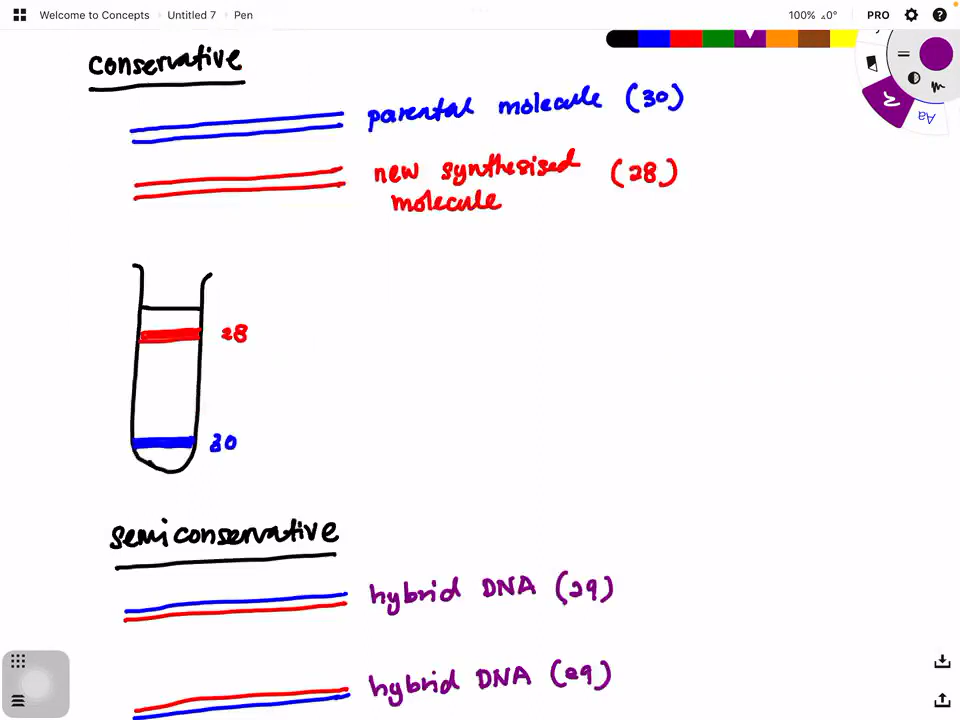 Welcome to Concepts > Untitled 7 > Pen
100% ⊿0° PRO
conservative
parental molecule (30)
new synthesised (28)
molecule
28
30
semiconservative
hybrid DNA (29)
hybrid DNA (29)
Aa